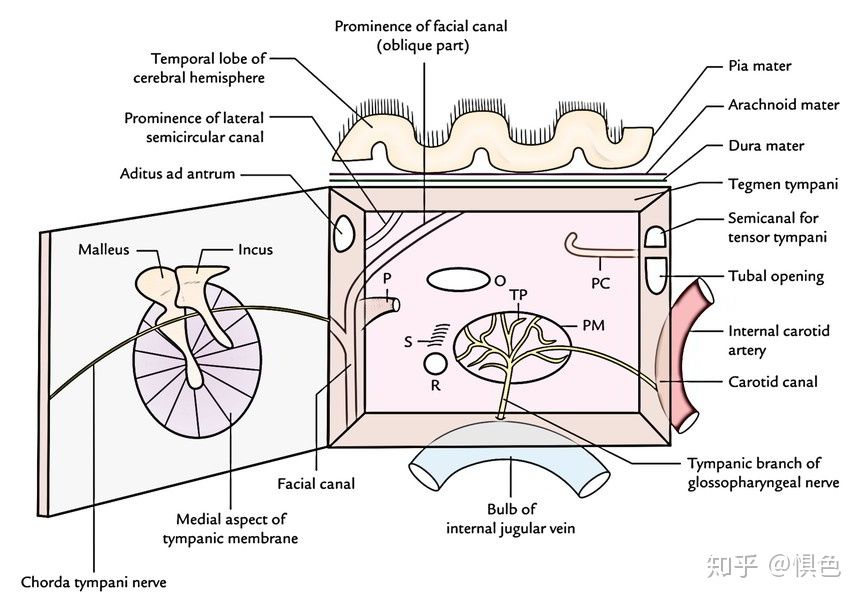 Prominence of facial canal
(oblique part)
Temporal lobe of
cerebral hemisphere
Pia mater
Arachnoid mater
Prominence of lateral
semicircular canal
Dura mater
Aditus ad antrum
Tegmen tympani
Semicanal for
tensor tympani
Malleus
Incus
Tubal opening
P
O
PC
TP
PM
S
R
Internal carotid
artery
Carotid canal
Facial canal
Tympanic branch of
glossopharyngeal nerve
Medial aspect of
tympanic membrane
Bulb of
internal jugular vein
Chorda tympani nerve
知乎 @惧色